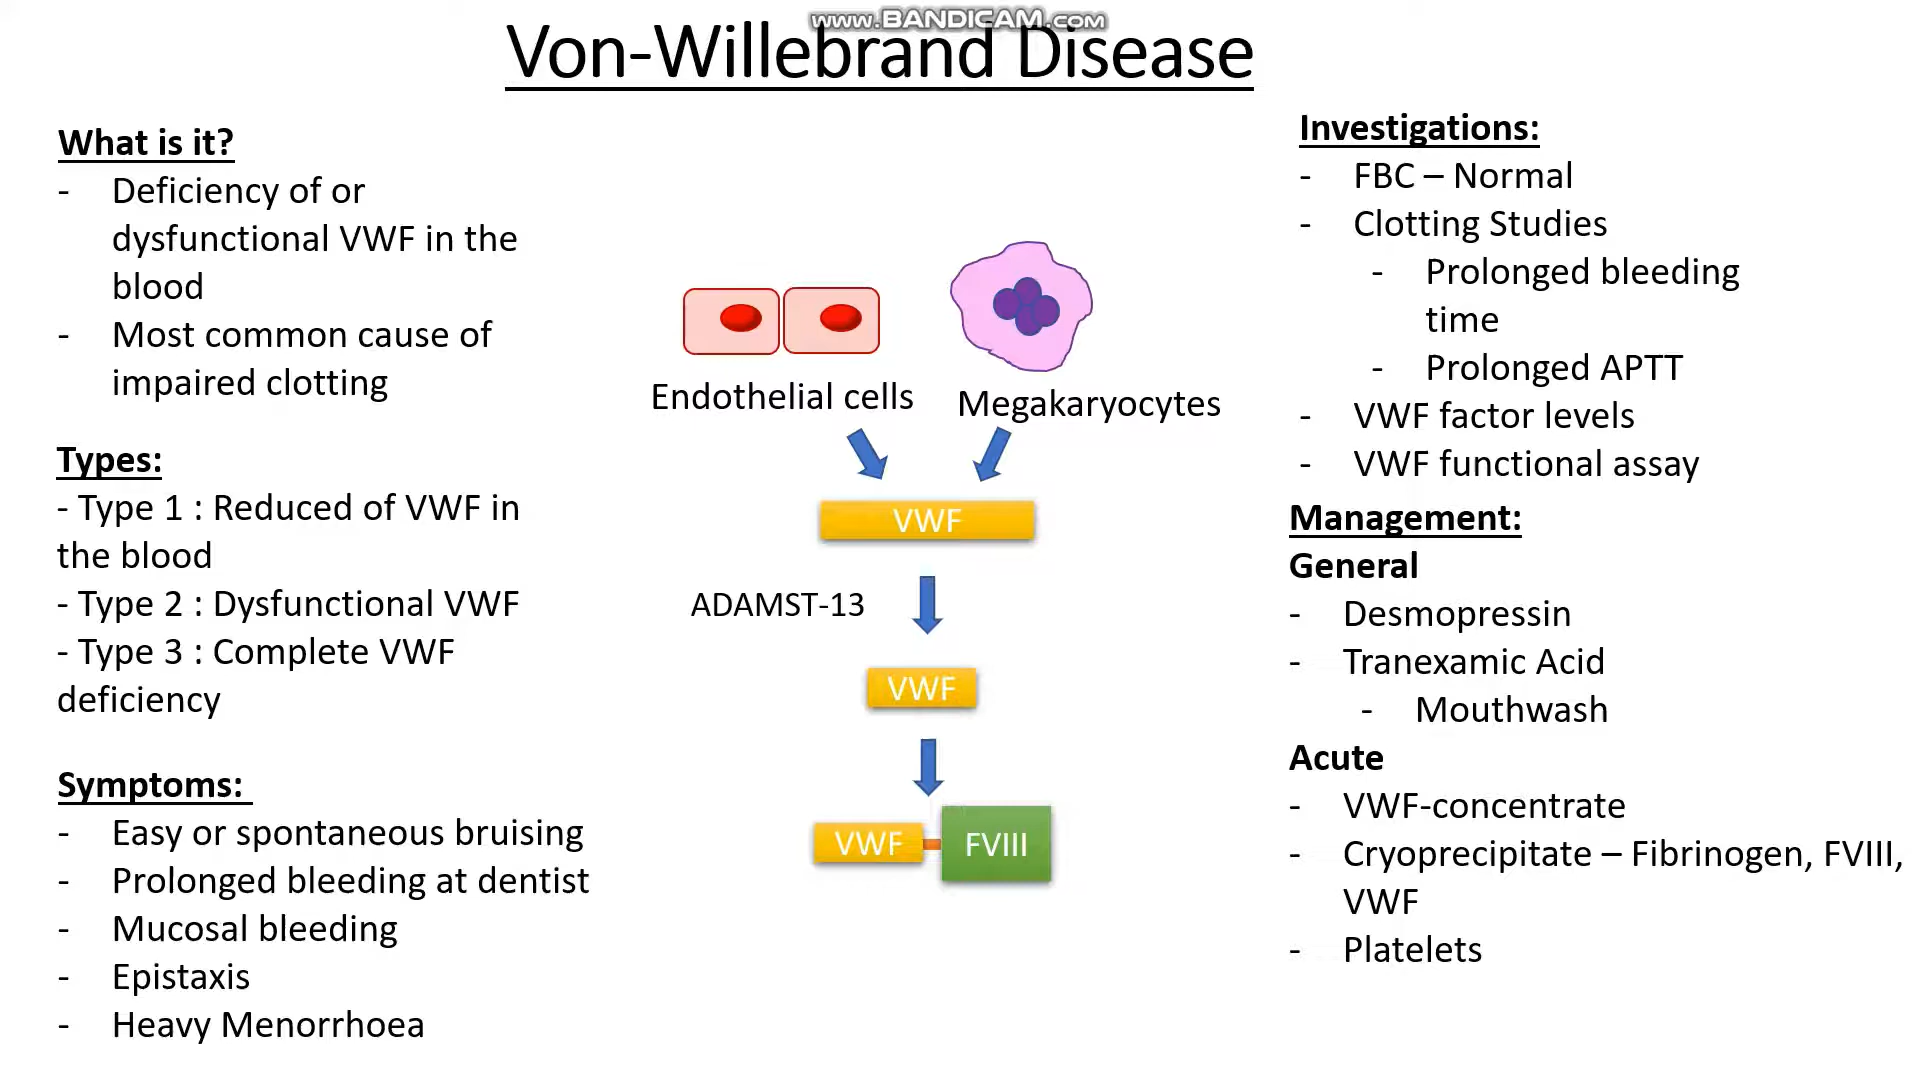 www.BANDICAM.com
Von-Willebrand Disease
What is it?
- Deficiency of or
dysfunctional VWF in the
blood
- Most common cause of
impaired clotting
Types:
- Type 1 : Reduced of VWF in
the blood
- Type 2 : Dysfunctional VWF
- Type 3 : Complete VWF
deficiency
Symptoms:
- Easy or spontaneous bruising
- Prolonged bleeding at dentist
- Mucosal bleeding
- Epistaxis
- Heavy Menorrhoea
Endothelial cells
Megakaryocytes
VWF
ADAMST-13
VWF
VWF
FVIII
Investigations:
- FBC – Normal
- Clotting Studies
- Prolonged bleeding
time
- Prolonged APTT
- VWF factor levels
- VWF functional assay
Management:
General
- Desmopressin
- Tranexamic Acid
- Mouthwash
Acute
- VWF-concentrate
- Cryoprecipitate – Fibrinogen, FVIII,
VWF
- Platelets